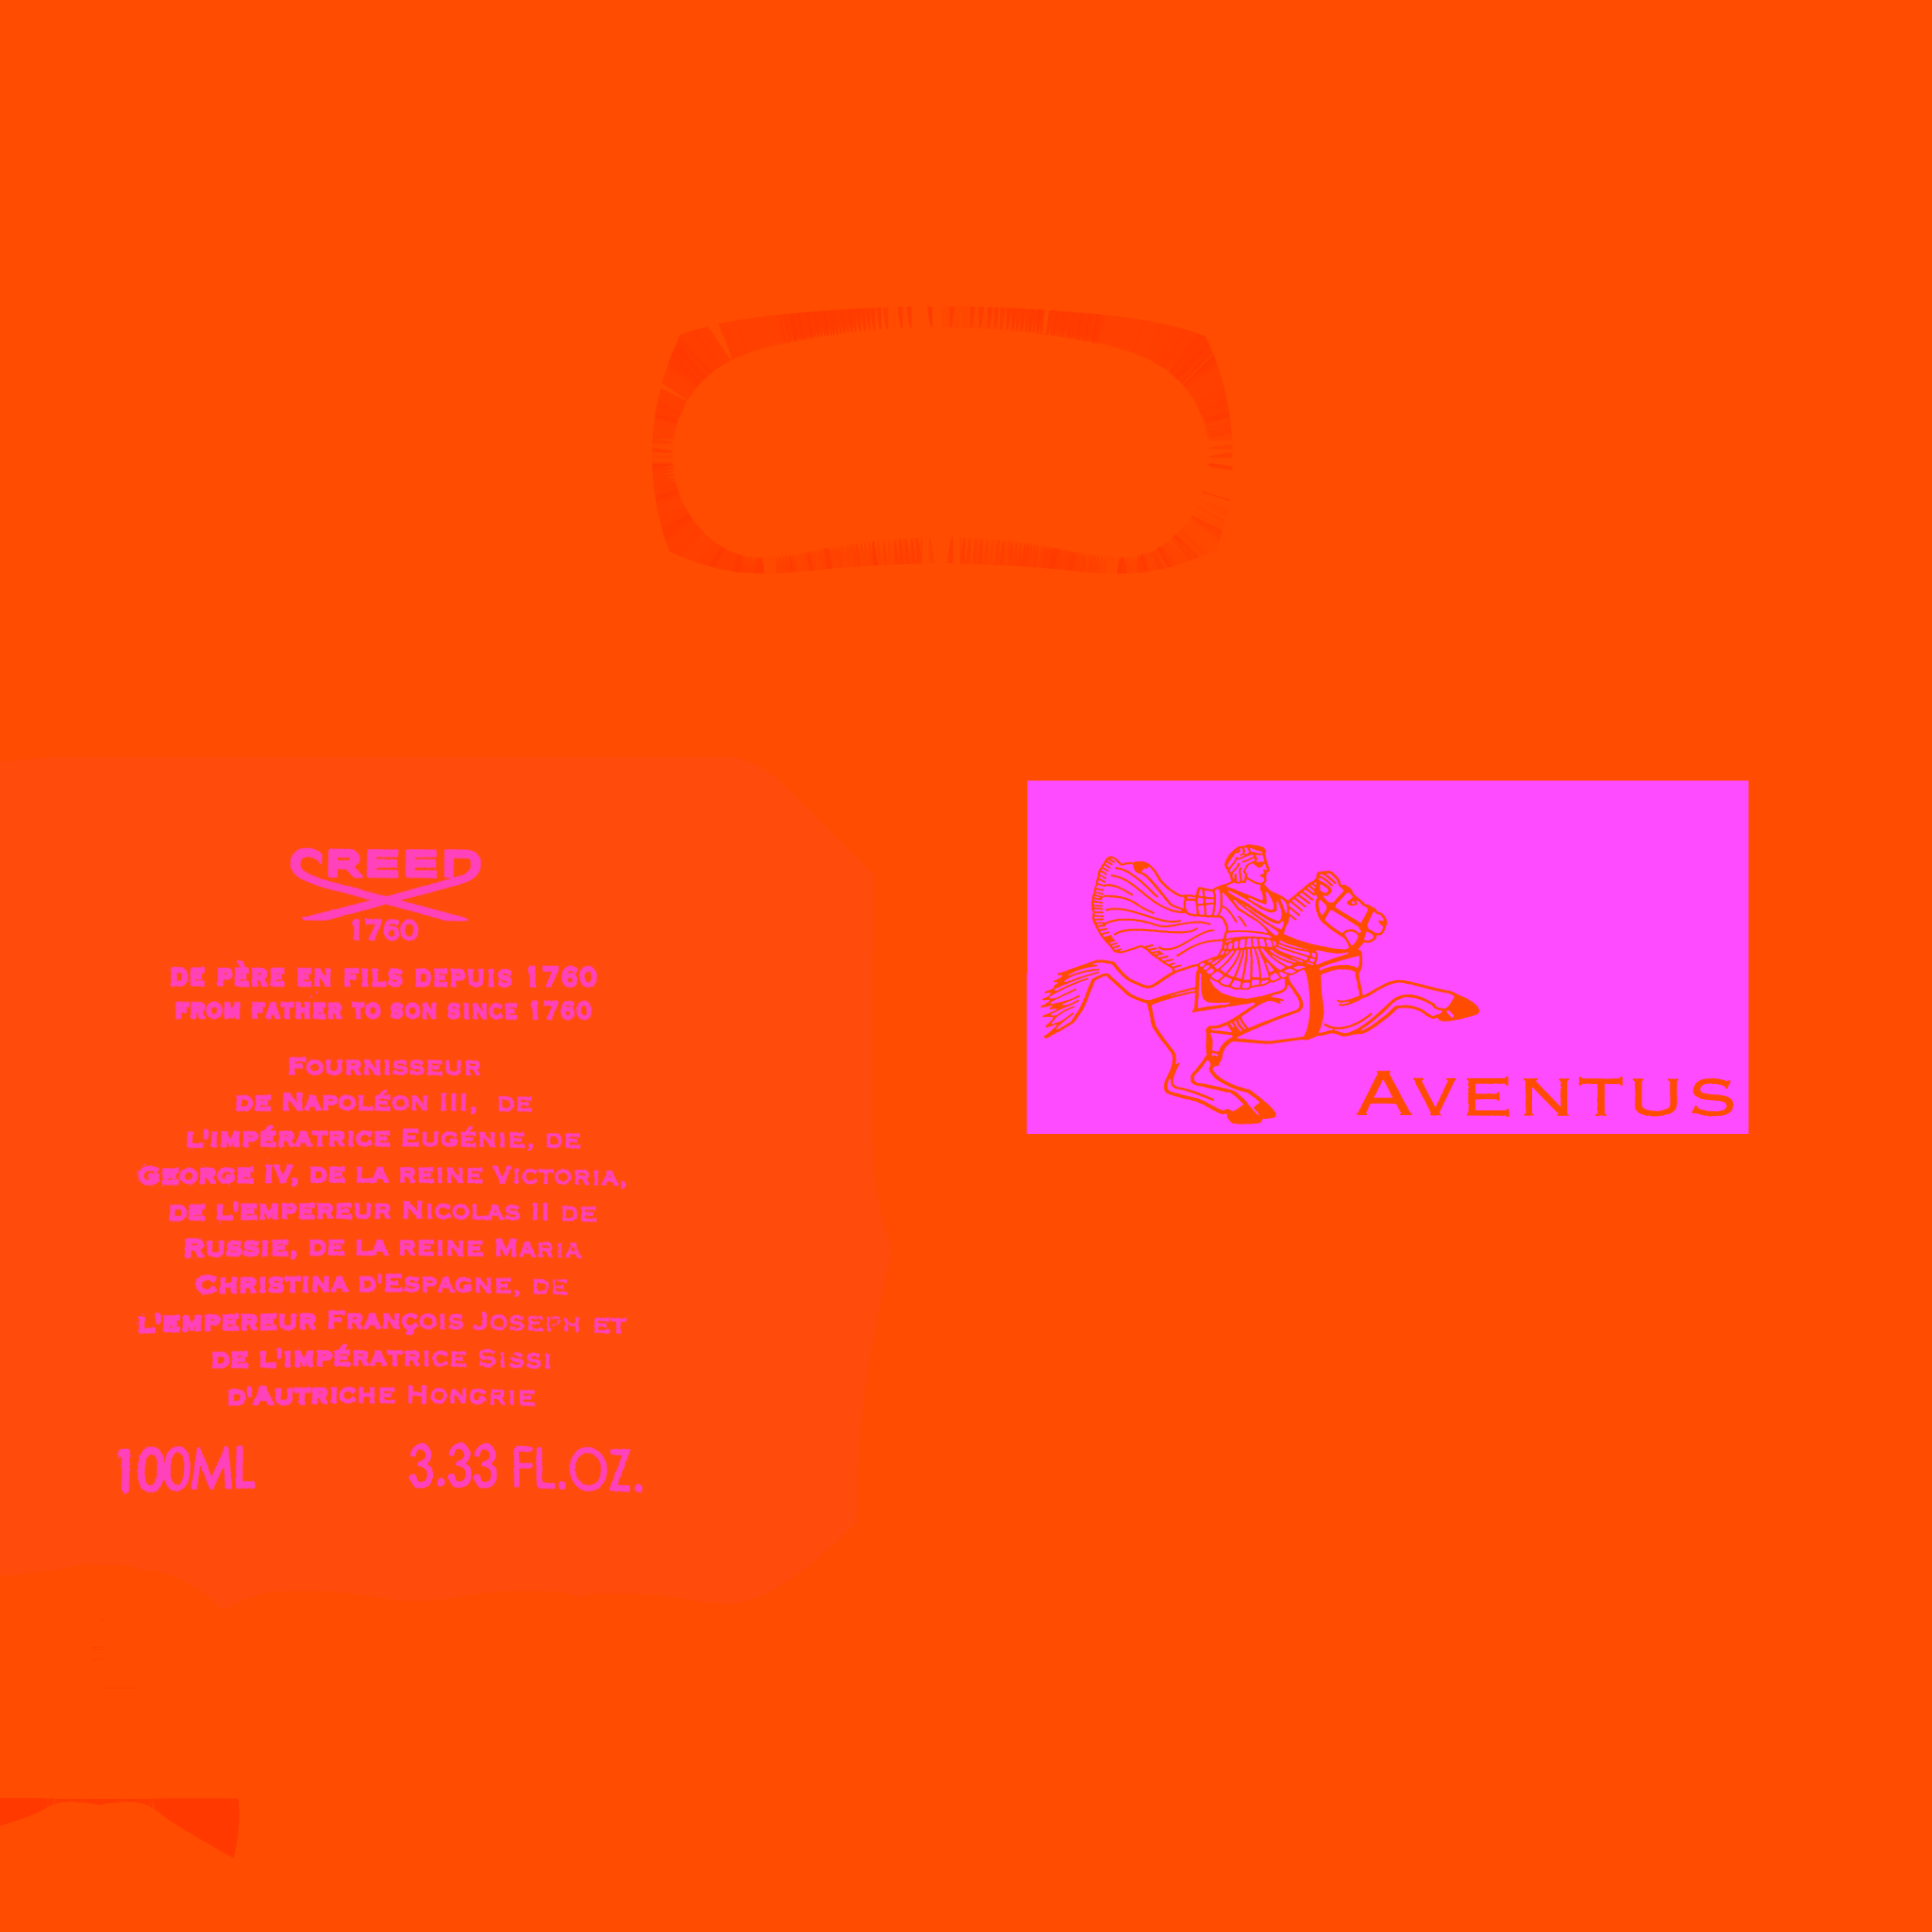 CREED
1760
DE PÈRE EN FILS DEPUIS 1760
FROM FATHER TO SON SINCE 1760
FOURNISSEUR
DE NAPOLÉON III, DE
L'IMPÉRATRICE EUGÉNIE, DE
GEORGE IV, DE LA REINE VICTORIA,
DE L'EMPEREUR NICOLAS II DE
RUSSIE, DE LA REINE MARIA
CHRISTINA D'ESPAGNE, DE
L'EMPEREUR FRANÇOIS JOSEPH ET
DE L'IMPÉRATRICE SISSI
D'AUTRICHE HONGRIE
100ML 3.33 FL.OZ.
AVENTUS